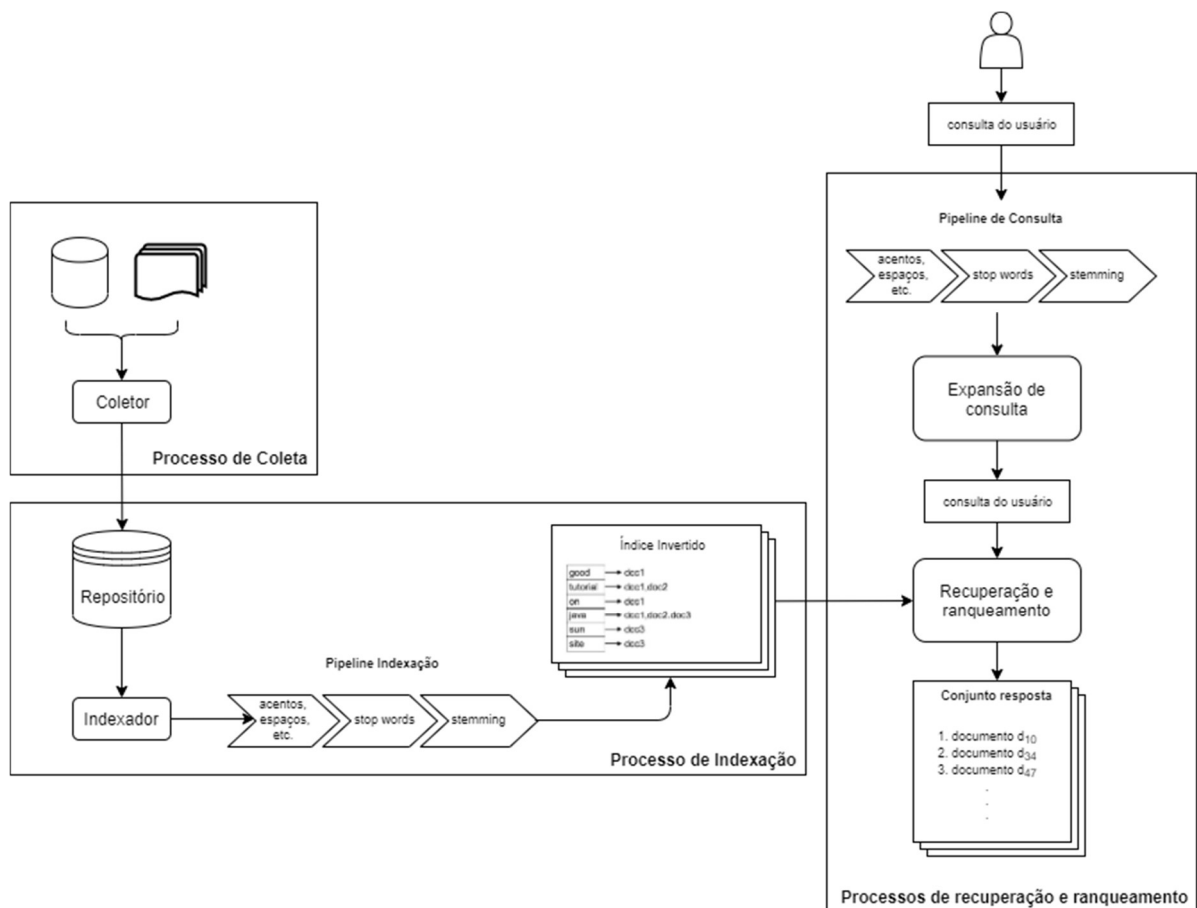 consulta do usuário
Pipeline de Consulta
acentos,
espaços,
etc.
stop words
stemming
Expansão de
consulta
consulta do usuário
Recuperação e
ranqueamento
Conjunto resposta
1. documento d10
2. documento d34
3. documento d47
.
.
.
Processos de recuperação e ranqueamento
Coletor
Processo de Coleta
Repositório
Indexador
Pipeline Indexação
acentos,
espaços,
etc.
stop words
stemming
Índice Invertido
good doc1
tutorial doc1,doc2
on doc1
java doc1,doc2,doc3
sun doc3
site doc3
Processo de Indexação